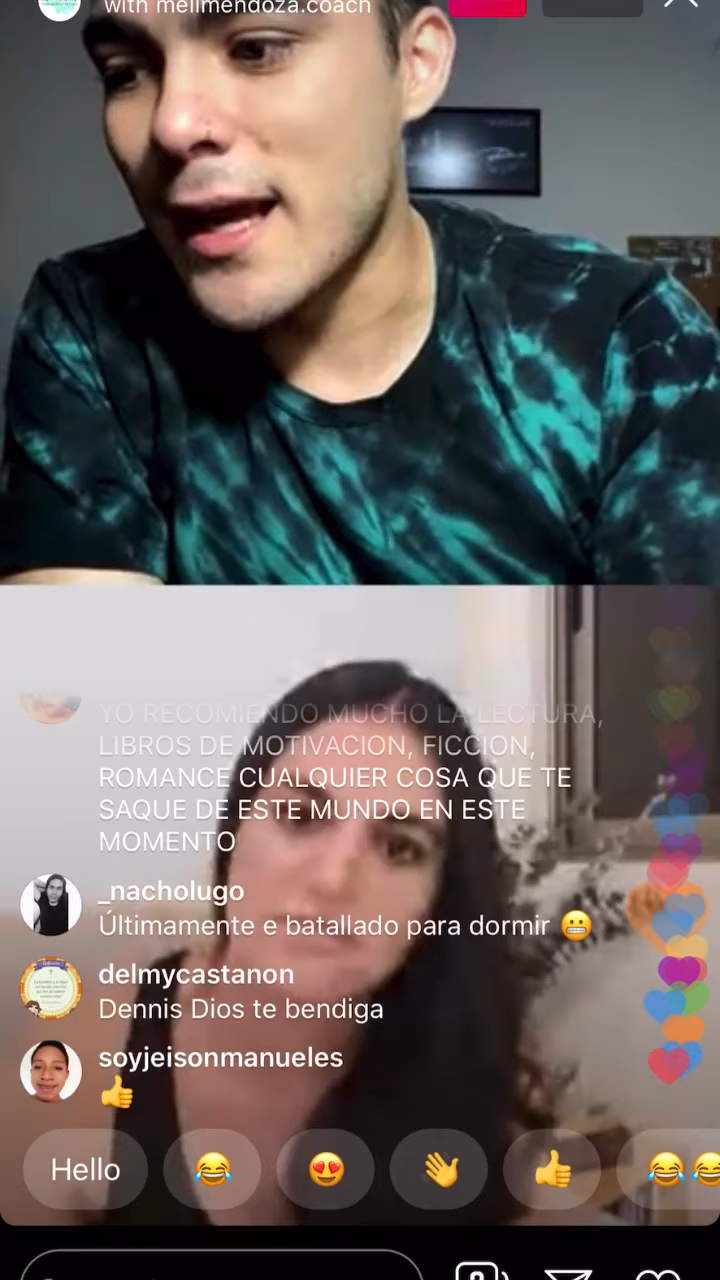 with melimendoza.coach
YO RECOMIENDO MUCHO LA LECTURA,
LIBROS DE MOTIVACION, FICCION,
ROMANCE CUALQUIER COSA QUE TE
SAQUE DE ESTE MUNDO EN ESTE
MOMENTO
_nacholugo
Últimamente e batallado para dormir 😬
delmycastanon
Dennis Dios te bendiga
soyjeisonmanueles
👍
Hello 😂 😍 👋 👍 😂😂